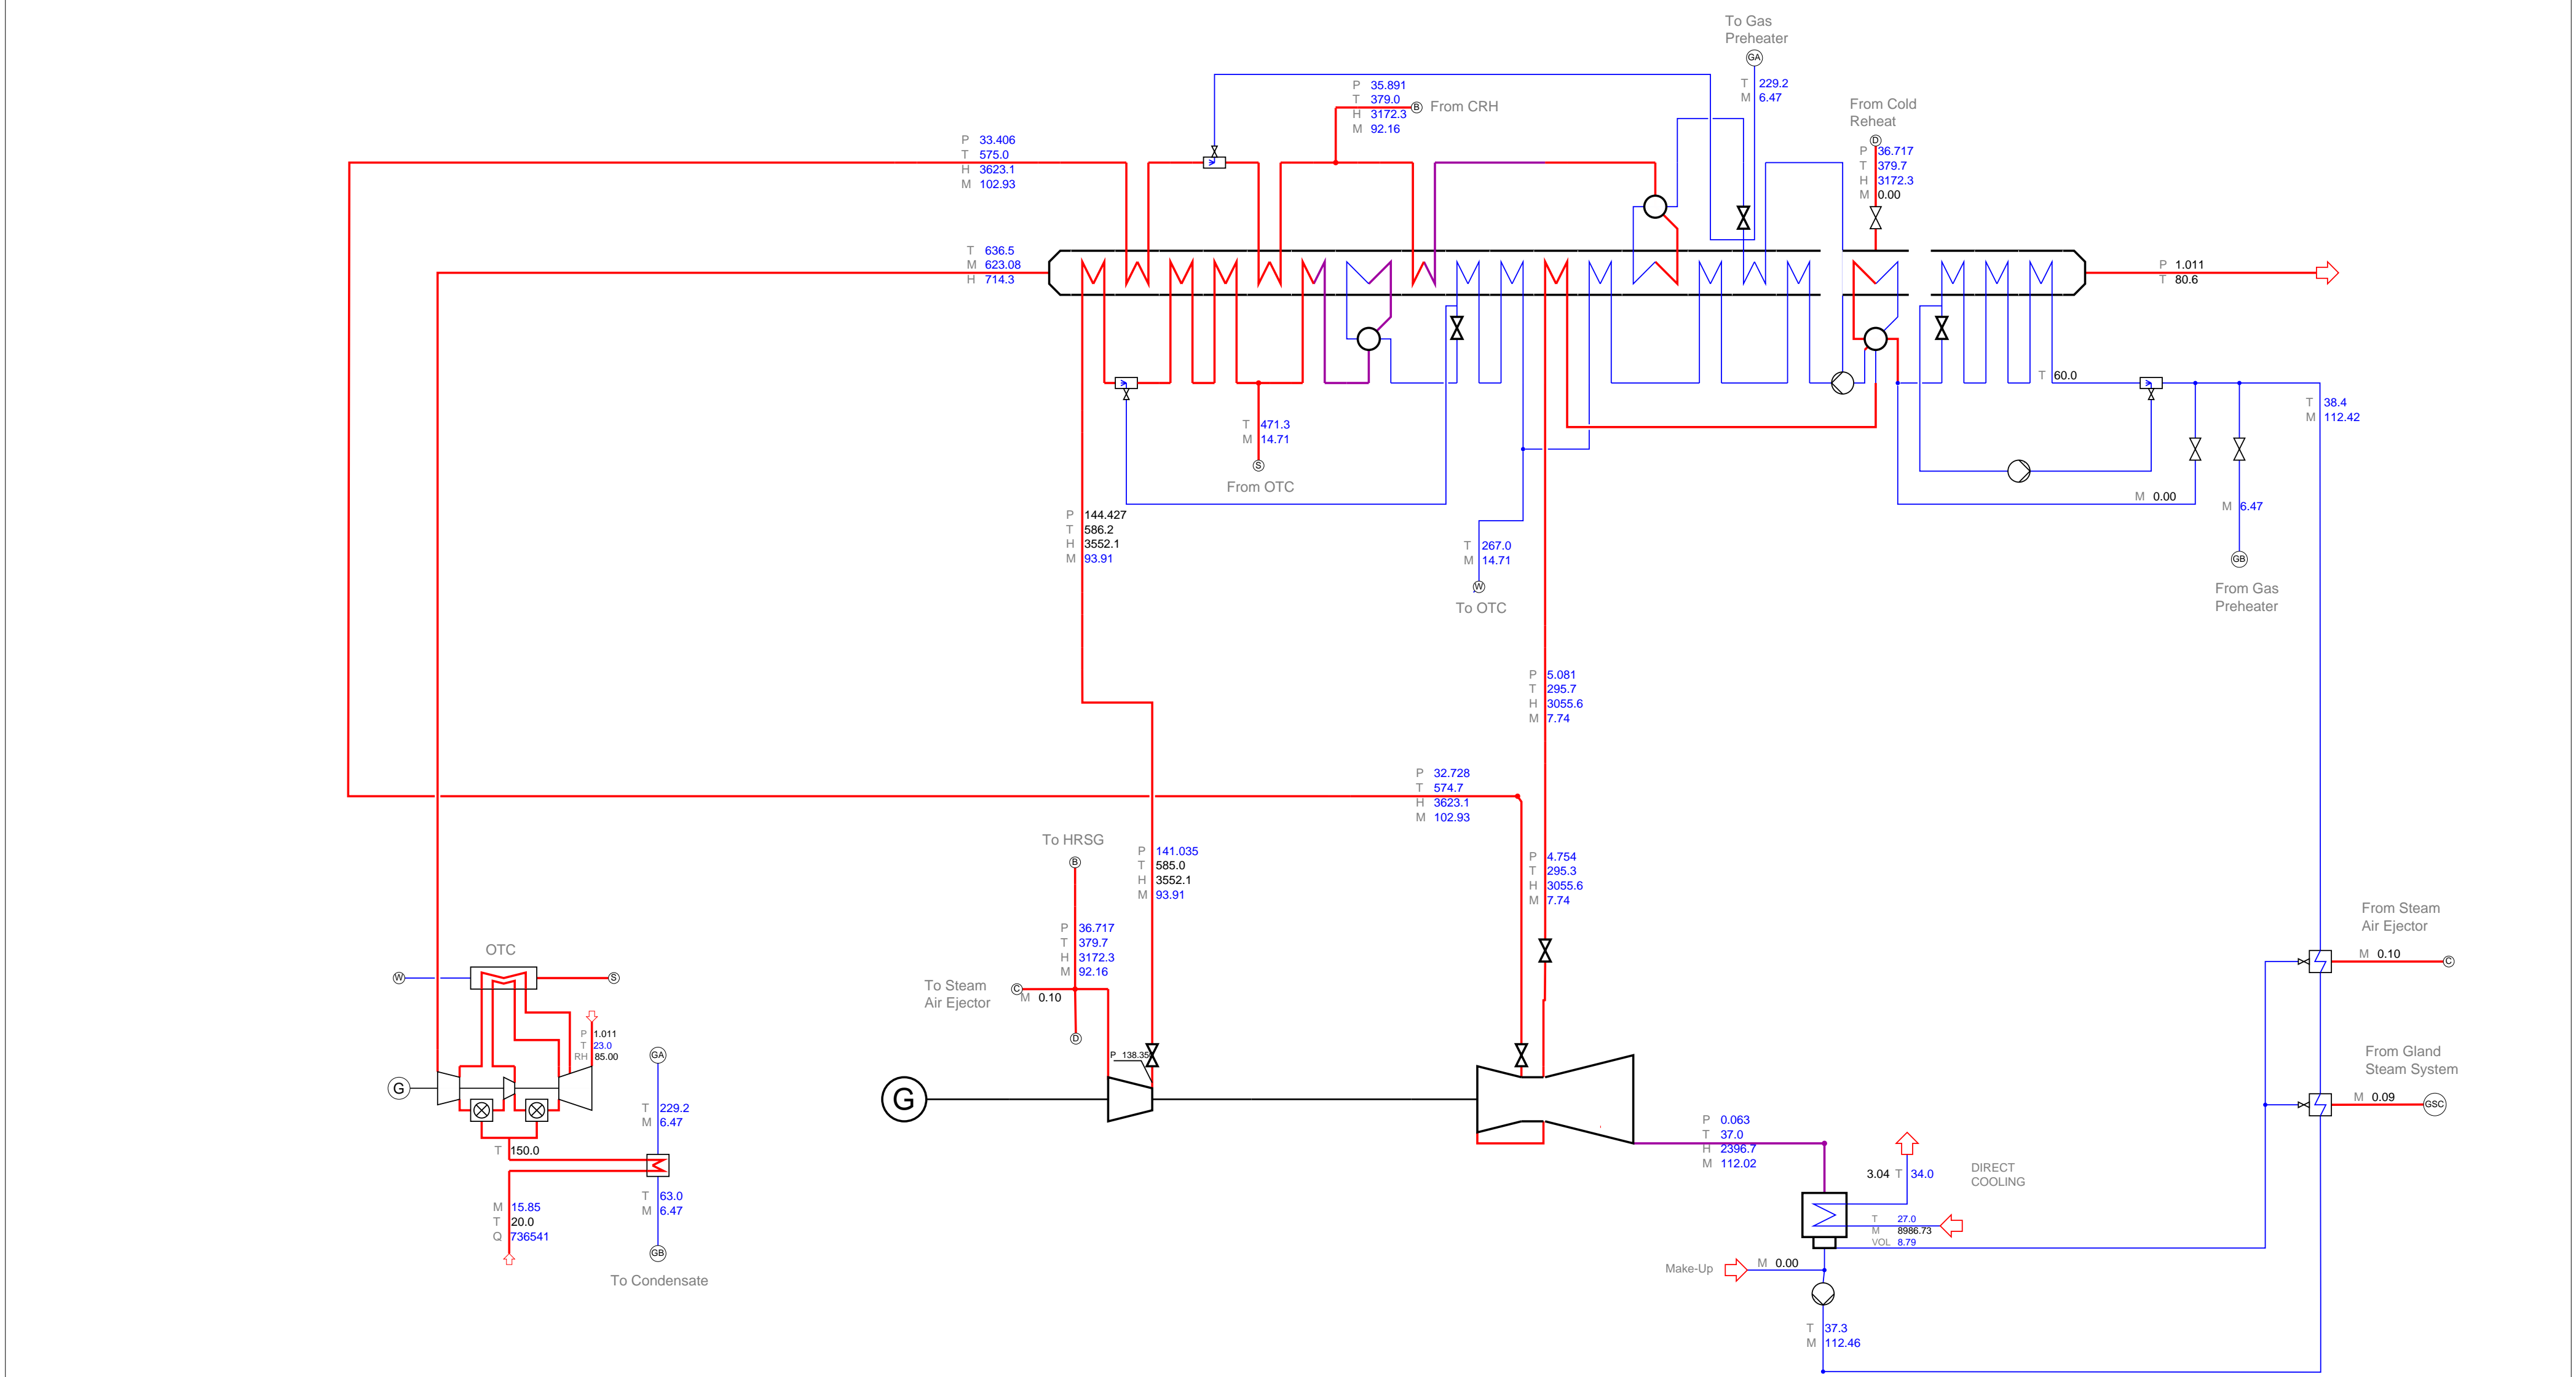 To Gas
Preheater
GA
T 229.2
M 6.47
P 35.891
T 379.0
H 3172.3
M 92.16
B From CRH
From Cold
Reheat
D
P 36.717
T 379.7
H 3172.3
M 0.00
P 33.406
T 575.0
H 3623.1
M 102.93
T 636.5
M 623.08
H 714.3
P 1.011
T 80.6
T 60.0
T 38.4
M 112.42
T 471.3
M 14.71
S
From OTC
M 0.00
M 6.47
GB
From Gas
Preheater
P 144.427
T 586.2
H 3552.1
M 93.91
T 267.0
M 14.71
W
To OTC
P 5.081
T 295.7
H 3055.6
M 7.74
P 32.728
T 574.7
H 3623.1
M 102.93
To HRSG
B
P 141.035
T 585.0
H 3552.1
M 93.91
P 4.754
T 295.3
H 3055.6
M 7.74
P 36.717
T 379.7
H 3172.3
M 92.16
To Steam
Air Ejector
C
M 0.10
D
From Steam
Air Ejector
M 0.10
C
OTC
W
S
P 1.011
T 23.0
RH 85.00
G
GA
T 229.2
M 6.47
T 150.0
T 63.0
M 6.47
M 15.85
T 20.0
Q 736541
GB
To Condensate
P 138.35
G
From Gland
Steam System
M 0.09
GSC
P 0.063
T 37.0
H 2396.7
M 112.02
3.04 T 34.0
DIRECT
COOLING
T 27.0
M 8986.73
VOL 8.79
Make-Up
M 0.00
T 37.3
M 112.46